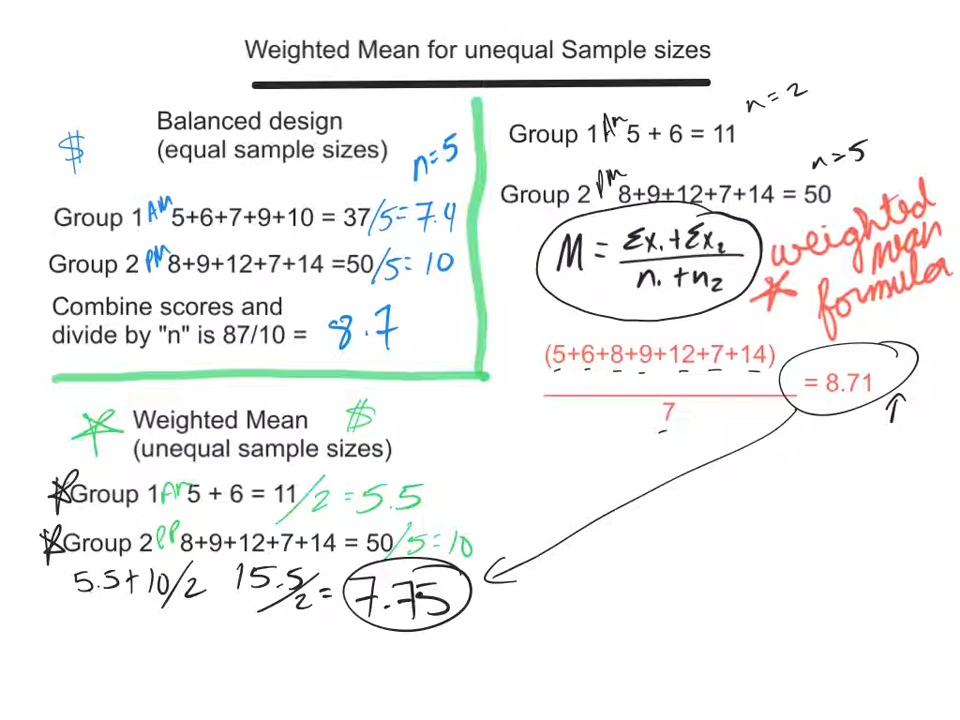 Weighted Mean for unequal Sample sizes
$
Balanced design
(equal sample sizes)
n=5
Group 1 AM 5+6+7+9+10 = 37/5=7.4
Group 2 PM 8+9+12+7+14 =50/5= 10
Combine scores and
divide by "n" is 87/10 = 8.7
Weighted Mean $
(unequal sample sizes)
Group 1 AM 5 + 6 = 11/2 = 5.5
Group 2 PP 8+9+12+7+14 = 50/5=10
5.5+10/2 15.5/2 = 7.75
n=2
Group 1 AM 5 + 6 = 11
n=5
Group 2 PM 8+9+12+7+14 = 50
M = Σx₁+Σx₂
n₁+n₂
weighted
mean
formula
(5+6+8+9+12+7+14)
= 8.71
7